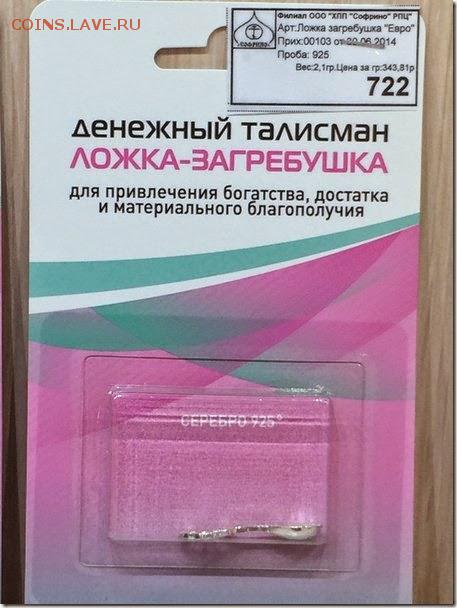 COINS.LAVE.RU
Филиал ООО "ХПП "Софрино" РПЦ"
СОФРИНО
Арт:Ложка загребушка "Евро"
Прих:00103 от 20.06.2014
Проба: 925
Вес:2,1гр.Цена за гр:343,81р
722
ДЕНЕЖНЫЙ ТАЛИСМАН
ЛОЖКА-ЗАГРЕБУШКА
для привлечения богатства, достатка
и материального благополучия
СЕРЕБРО 925°